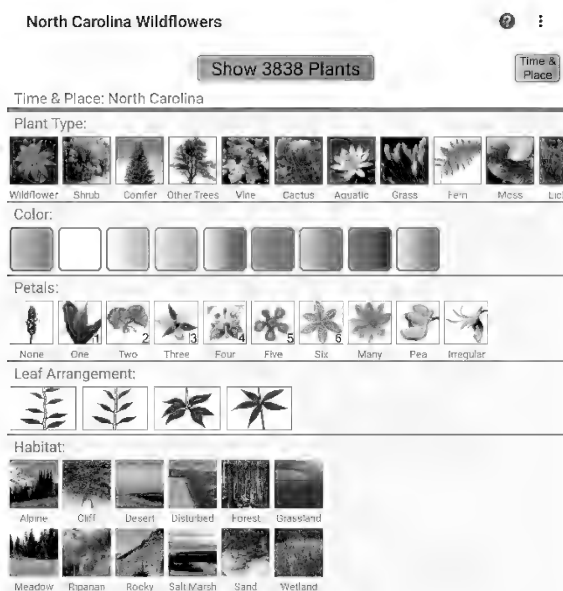 North Carolina Wildflowers
?
Show 3838 Plants
Time &
Place
Time & Place: North Carolina
Plant Type:
Wildflower Shrub Conifer Other Trees Vine Cactus Aquatic Grass Fern Moss Lic
Color:
Petals:
1 2 3 4 5 6
None One Two Three Four Five Six Many Pea Irregular
Leaf Arrangement:
Habitat:
Alpine Cliff Desert Disturbed Forest Grassland
Meadow Riparian Rocky Salt Marsh Sand Wetland